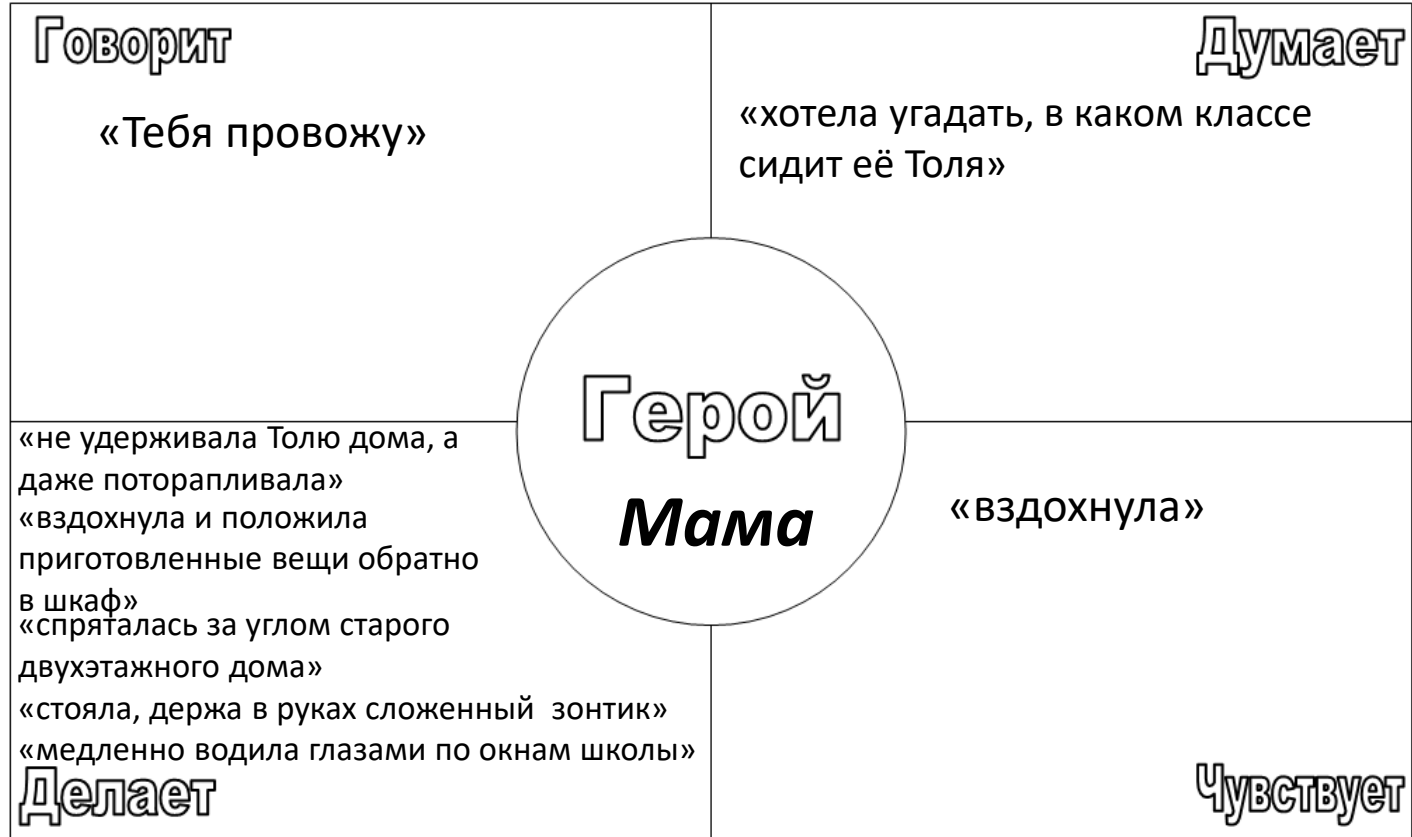 Говорит
«Тебя провожу»
Думает
«хотела угадать, в каком классе
сидит её Толя»
Герой
Мама
«не удерживала Толю дома, а
даже поторапливала»
«вздохнула и положила
приготовленные вещи обратно
в шкаф»
«спряталась за углом старого
двухэтажного дома»
«стояла, держа в руках сложенный зонтик»
«медленно водила глазами по окнам школы»
Делает
«вздохнула»
Чувствует